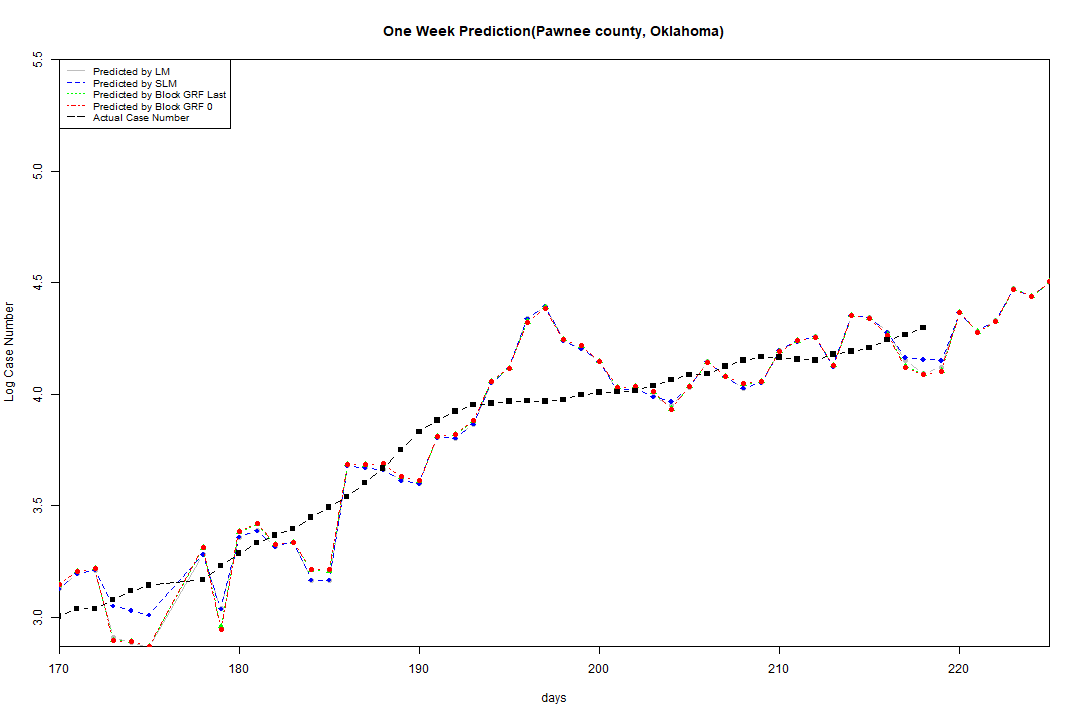 One Week Prediction(Pawnee county, Oklahoma)
Predicted by LM
Predicted by SLM
Predicted by Block GRF Last
Predicted by Block GRF 0
Actual Case Number
5.5
5.0
4.5
4.0
3.5
3.0
Log Case Number
170 180 190 200 210 220
days